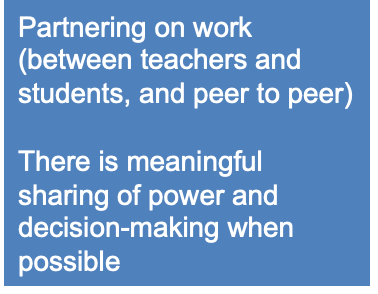 Partnering on work
(between teachers and
students, and peer to peer)
There is meaningful
sharing of power and
decision-making when
possible